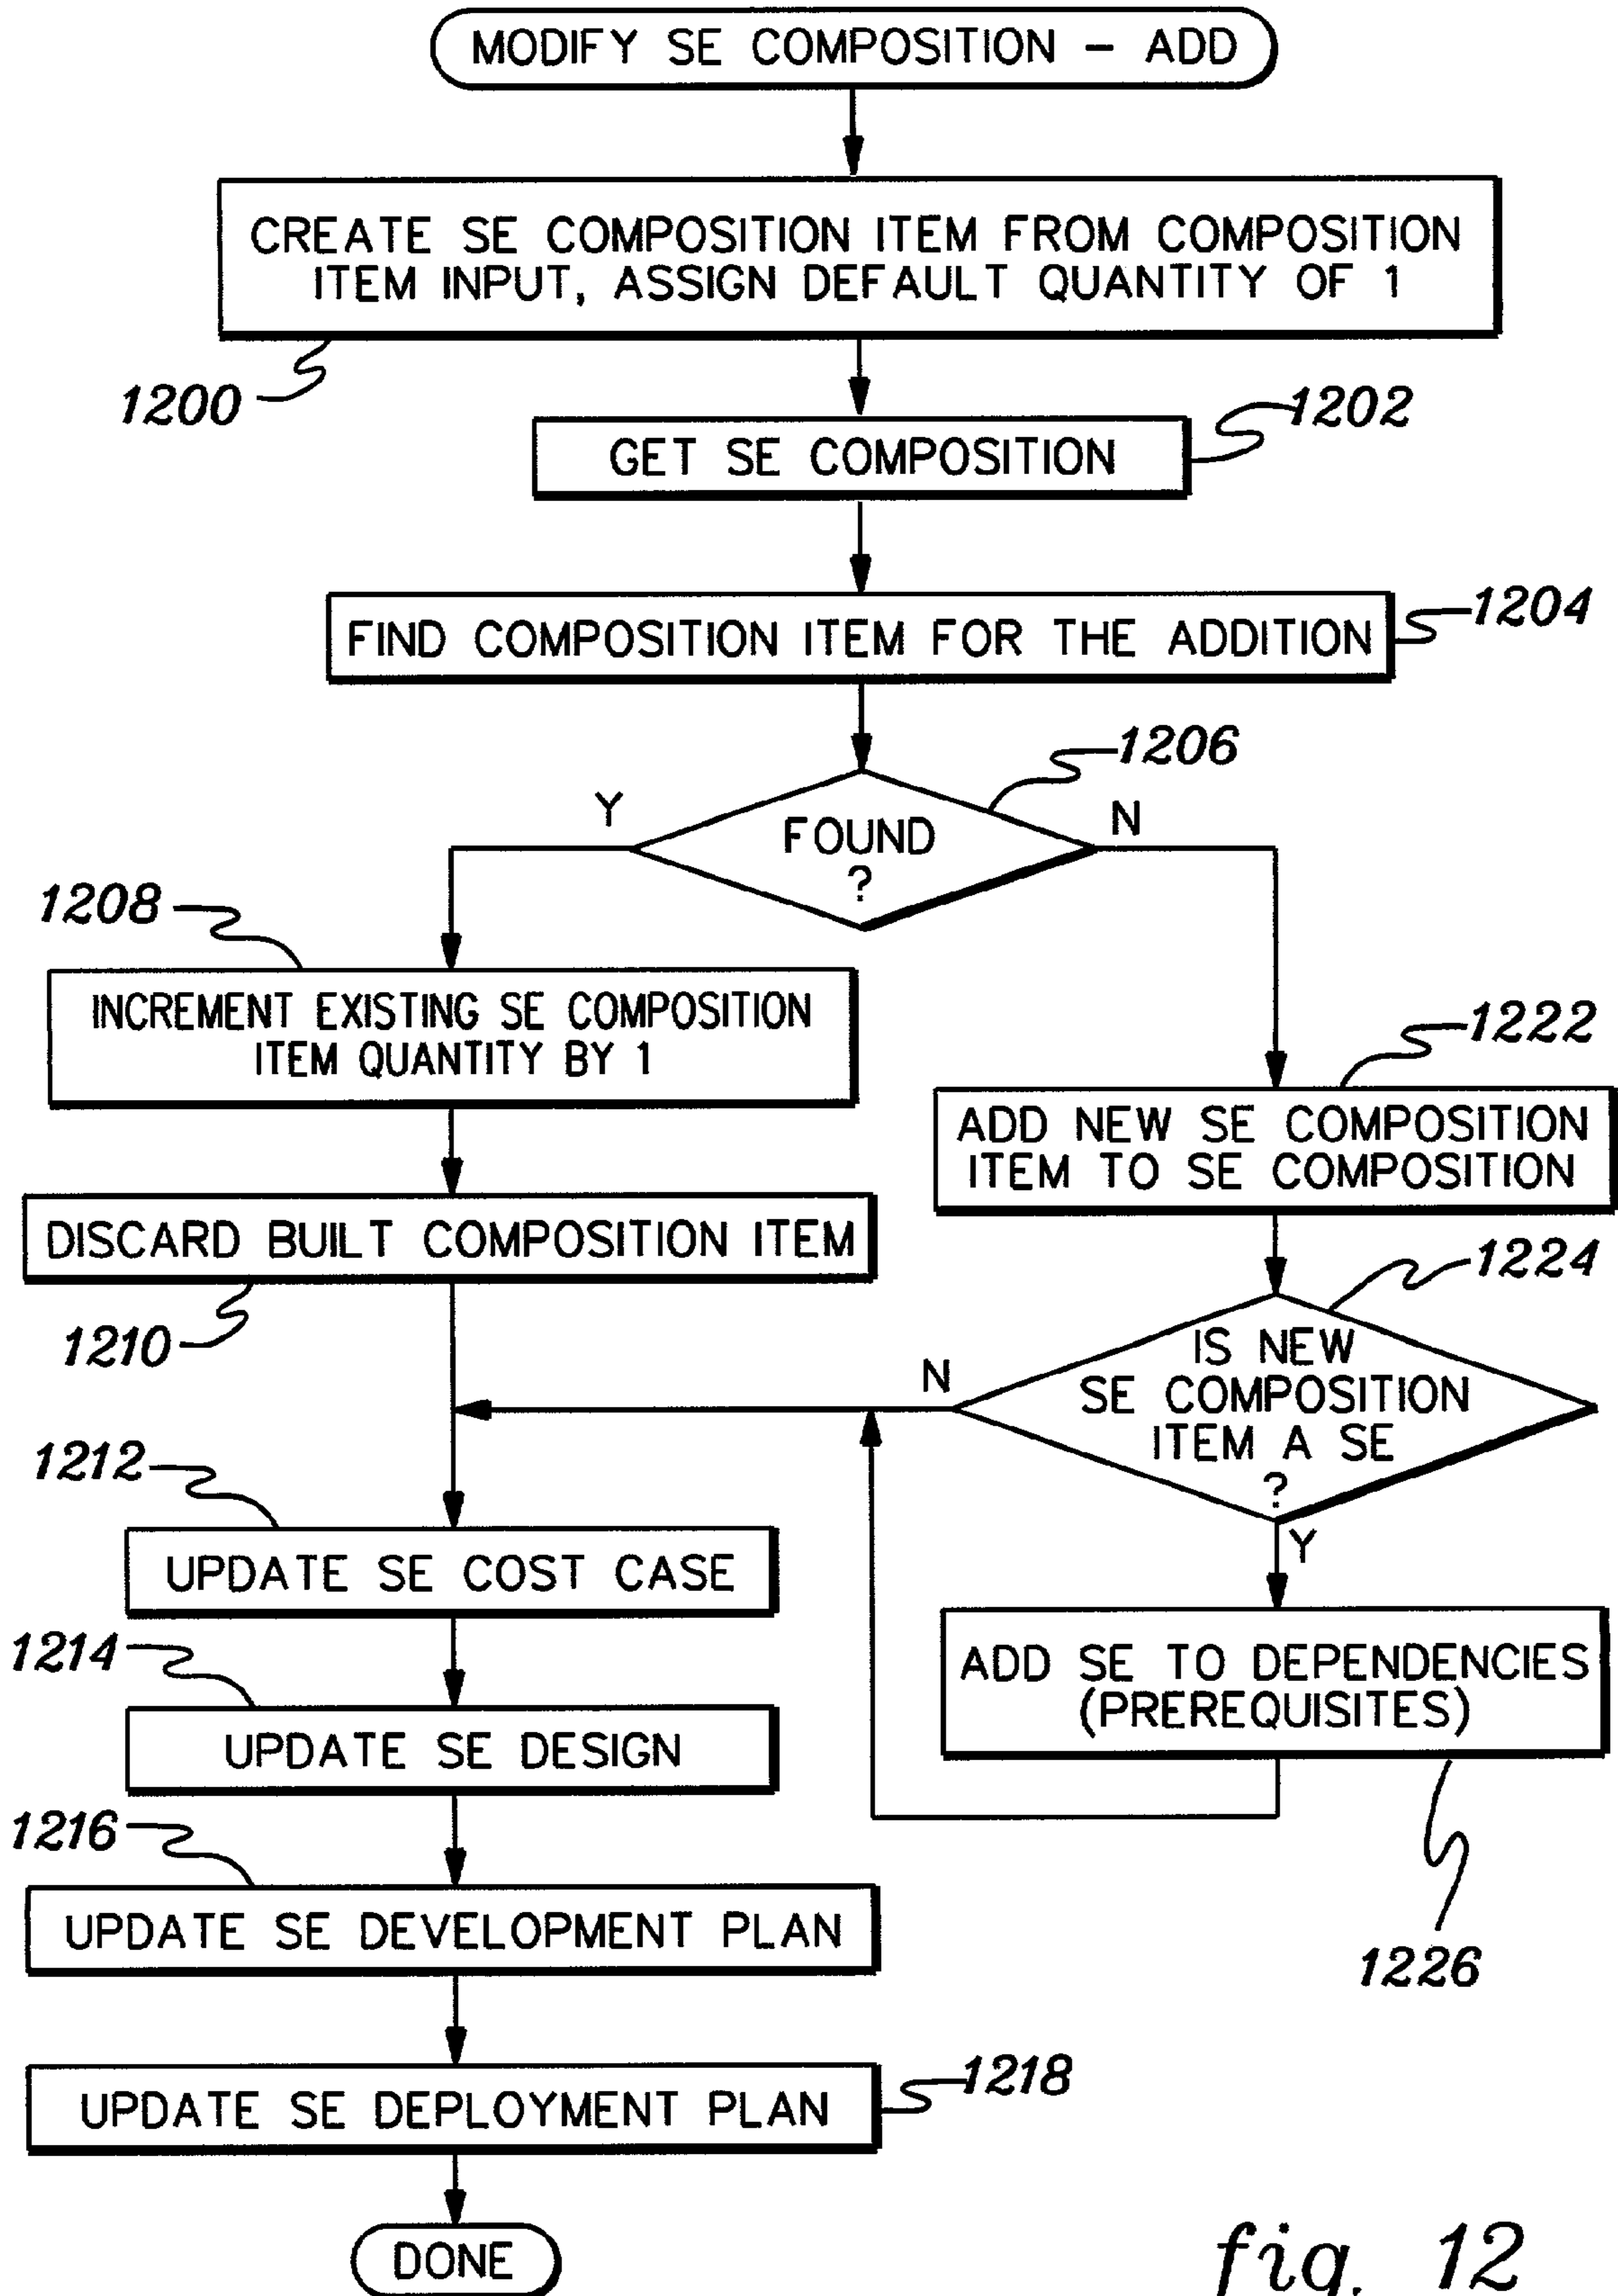 MODIFY SE COMPOSITION – ADD
CREATE SE COMPOSITION ITEM FROM COMPOSITION
ITEM INPUT, ASSIGN DEFAULT QUANTITY OF 1
1200
1202
GET SE COMPOSITION
1204
FIND COMPOSITION ITEM FOR THE ADDITION
1206
Y
N
FOUND
?
1208
INCREMENT EXISTING SE COMPOSITION
ITEM QUANTITY BY 1
1222
ADD NEW SE COMPOSITION
ITEM TO SE COMPOSITION
DISCARD BUILT COMPOSITION ITEM
1210
1224
IS NEW
SE COMPOSITION
ITEM A SE
?
N
Y
1212
UPDATE SE COST CASE
1214
UPDATE SE DESIGN
ADD SE TO DEPENDENCIES
(PREREQUISITES)
1226
1216
UPDATE SE DEVELOPMENT PLAN
1218
UPDATE SE DEPLOYMENT PLAN
DONE
fig. 12